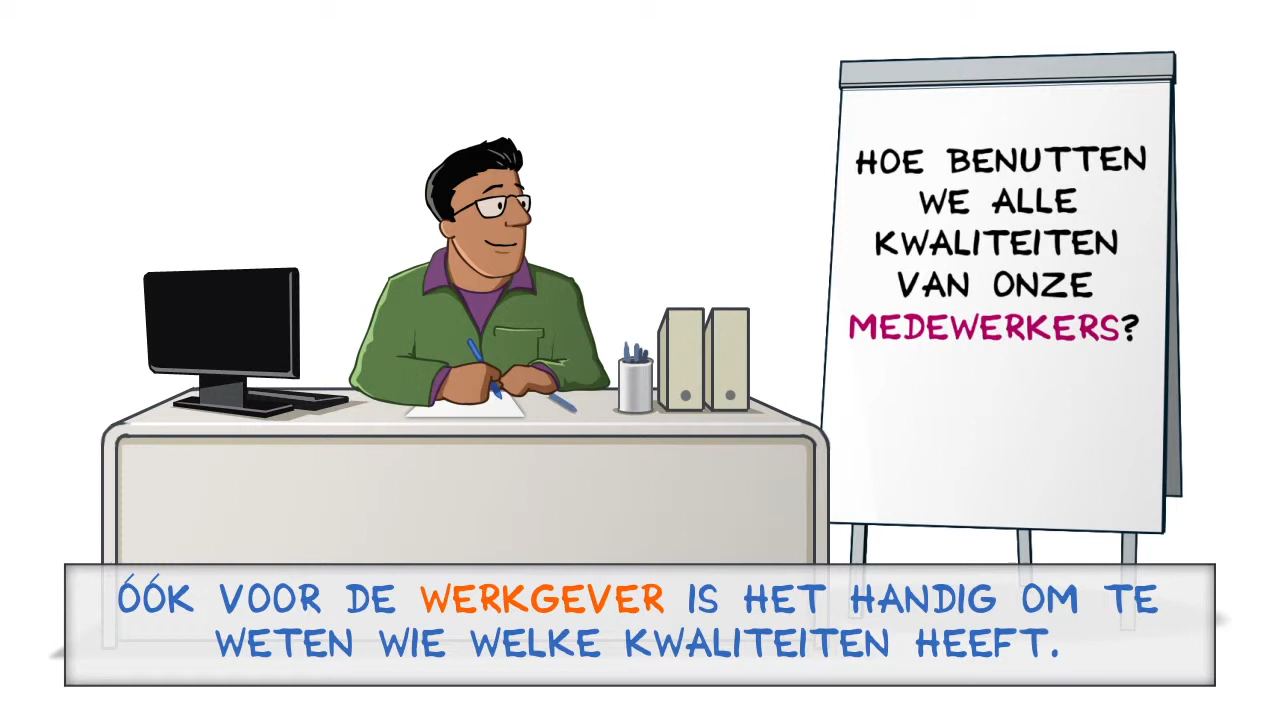 HOE BENUTTEN
WE ALLE
KWALITEITEN
VAN ONZE
MEDEWERKERS?
ÓÓK VOOR DE WERKGEVER IS HET HANDIG OM TE
WETEN WIE WELKE KWALITEITEN HEEFT.